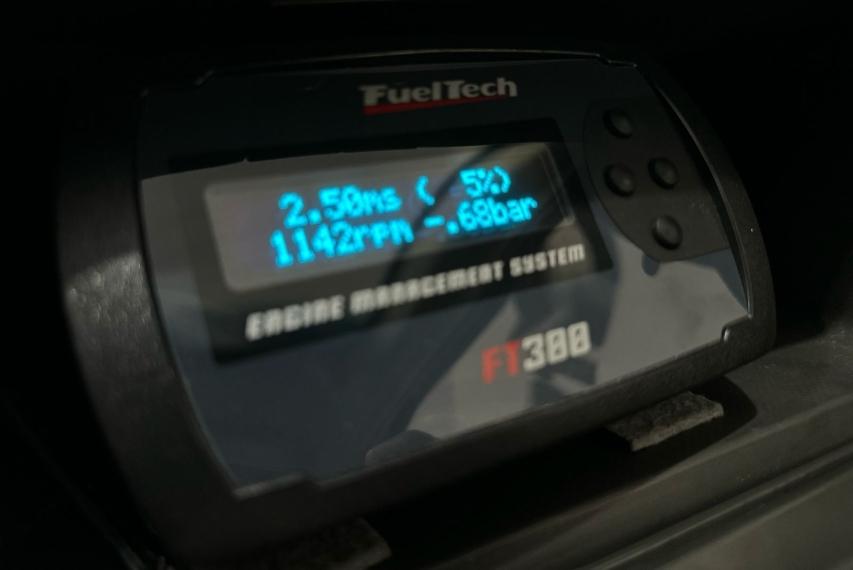 FuelTech
2.50ms ( 5%)
1142rpm -.68bar
ENGINE MANAGEMENT SYSTEM
FT300